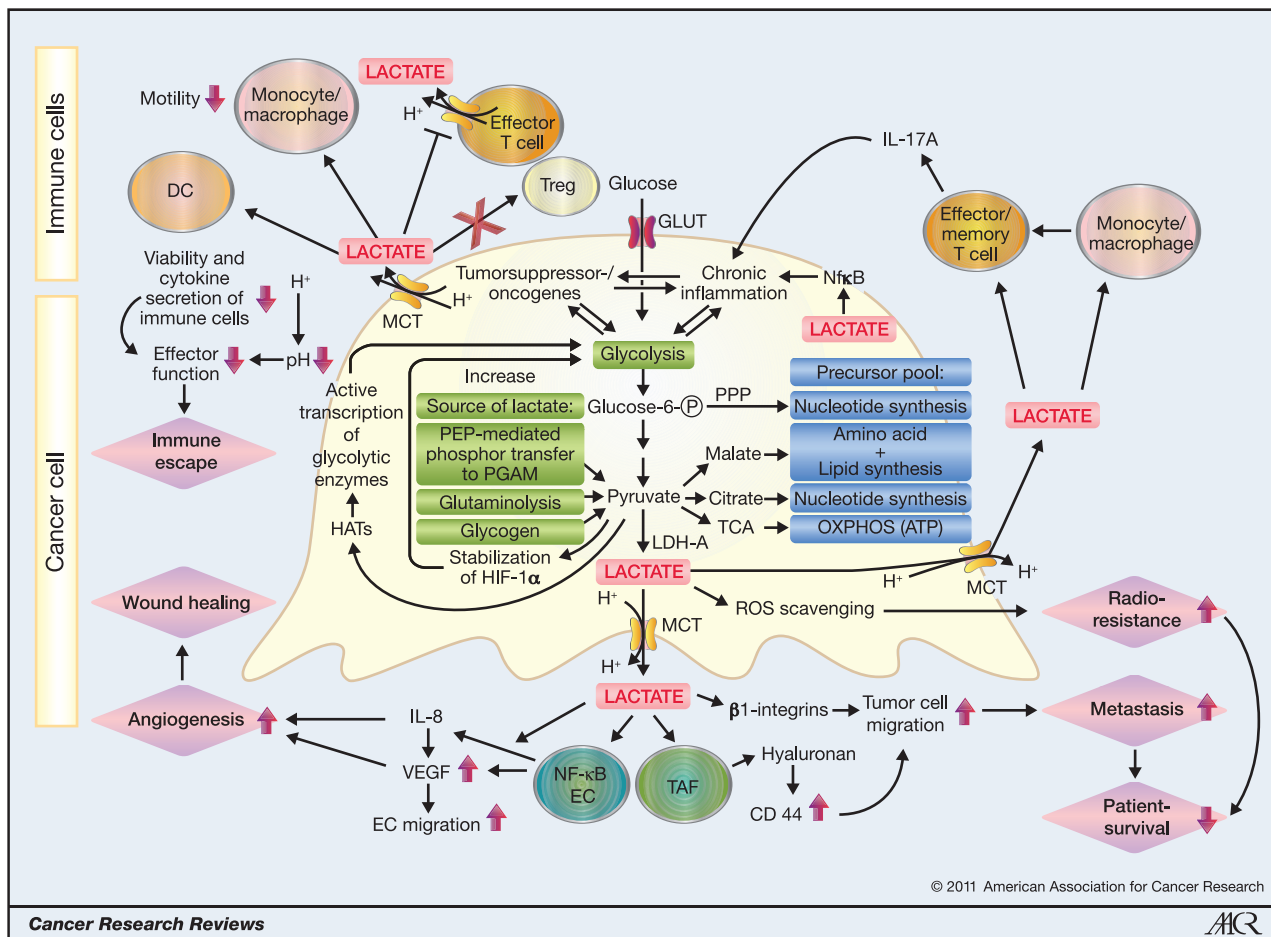 Immune cells
Cancer cell
LACTATE
Motility
Monocyte/
macrophage
H+
Effector
T cell
DC
Treg
Glucose
GLUT
IL-17A
Effector/
memory
T cell
Monocyte/
macrophage
LACTATE
H+
MCT
Viability and
cytokine
secretion of
immune cells
H+
Effector
function
pH
Immune
escape
Tumorsuppressor-/
oncogenes
Chronic
inflammation
NfκB
LACTATE
Glycolysis
Increase
Active
transcription
of
glycolytic
enzymes
HATs
Source of lactate:
PEP-mediated
phosphor transfer
to PGAM
Glutaminolysis
Glycogen
Stabilization
of HIF-1α
Glucose-6-P
PPP
Pyruvate
Malate
Citrate
TCA
LDH-A
Precursor pool:
Nucleotide synthesis
Amino acid
+
Lipid synthesis
Nucleotide synthesis
OXPHOS (ATP)
LACTATE
LACTATE
H+
H+
MCT
H+
MCT
H+
ROS scavenging
Radio-
resistance
Wound healing
Angiogenesis
LACTATE
IL-8
VEGF
EC migration
NF-κB
EC
TAF
β1-integrins
Tumor cell
migration
Hyaluronan
CD 44
Metastasis
Patient-
survival
© 2011 American Association for Cancer Research
Cancer Research Reviews
AACR